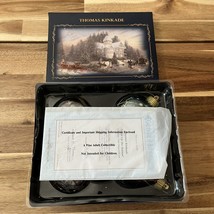 THOMAS KINKADE
Certificate and Important Shipping Information Enclosed
A Fine Adult Collectible
Not Intended for Children.